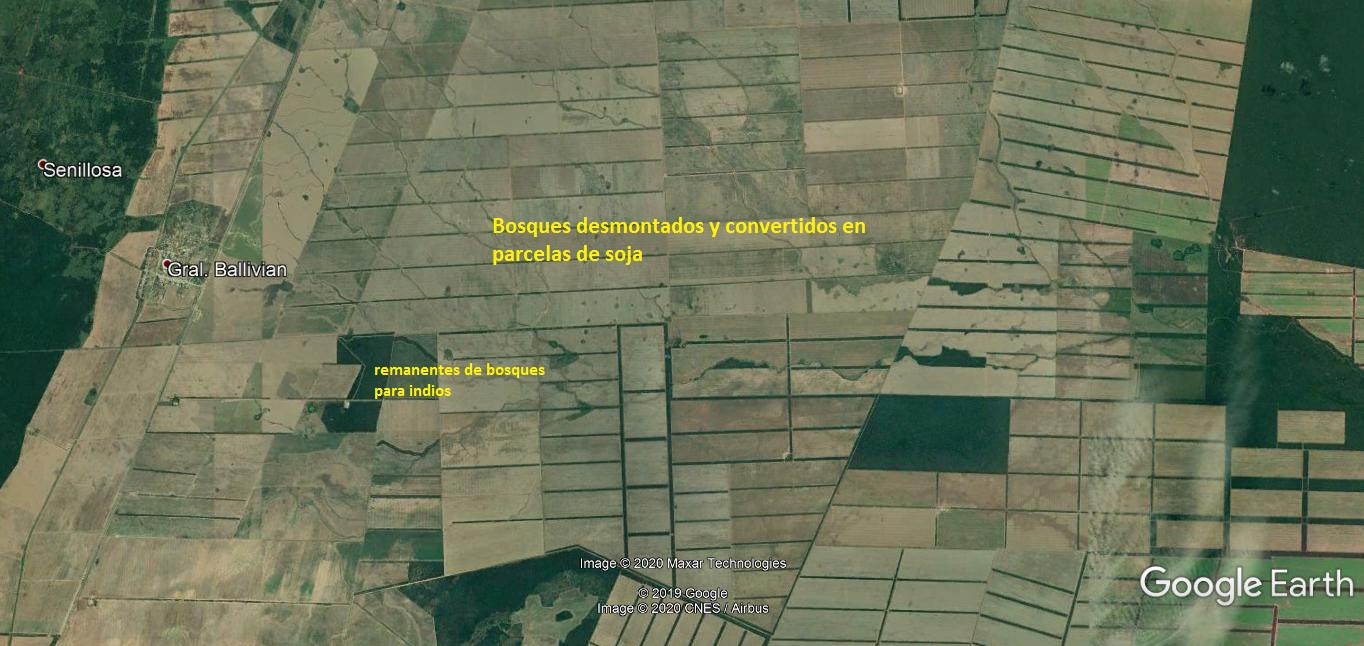 Senillosa
Bosques desmontados y convertidos en
parcelas de soja
Gral. Ballivian
remanentes de bosques
para indios
Image © 2020 Maxar Technologies
© 2019 Google
Image © 2020 CNES / Airbus
Google Earth